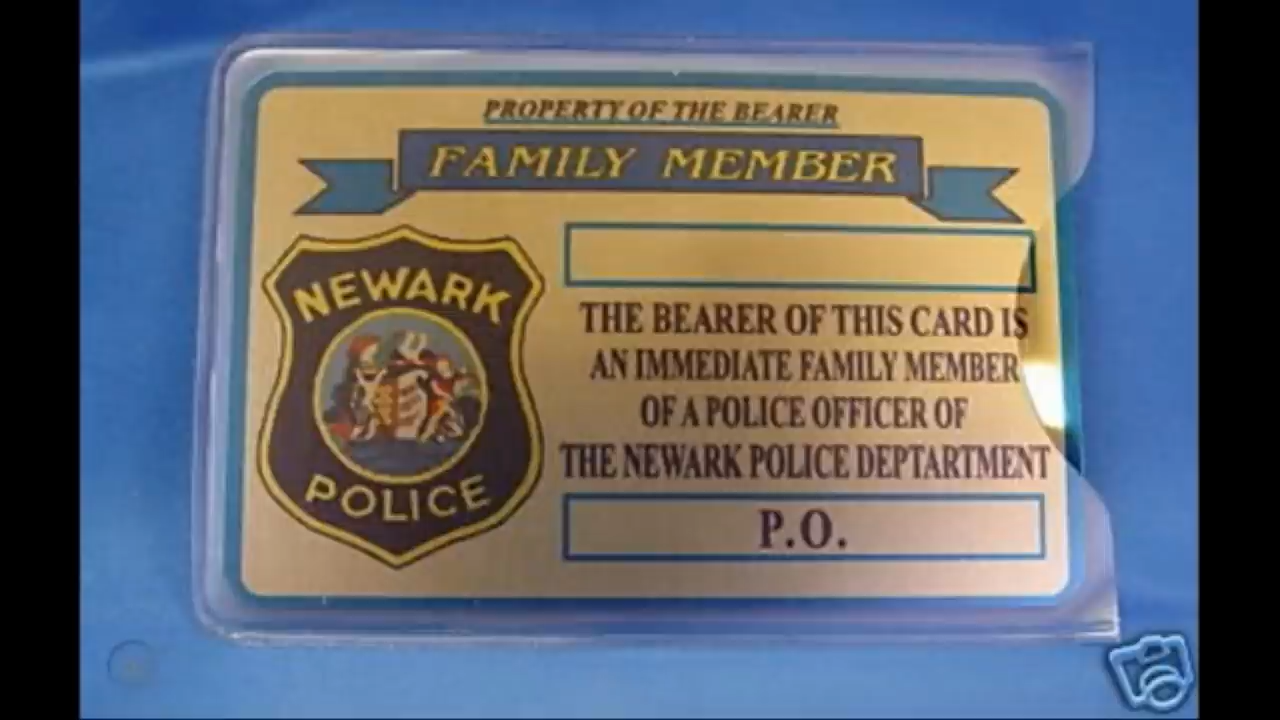 PROPERTY OF THE BEARER
FAMILY MEMBER
NEWARK
POLICE
THE BEARER OF THIS CARD IS
AN IMMEDIATE FAMILY MEMBER
OF A POLICE OFFICER OF
THE NEWARK POLICE DEPTARTMENT
P.O.